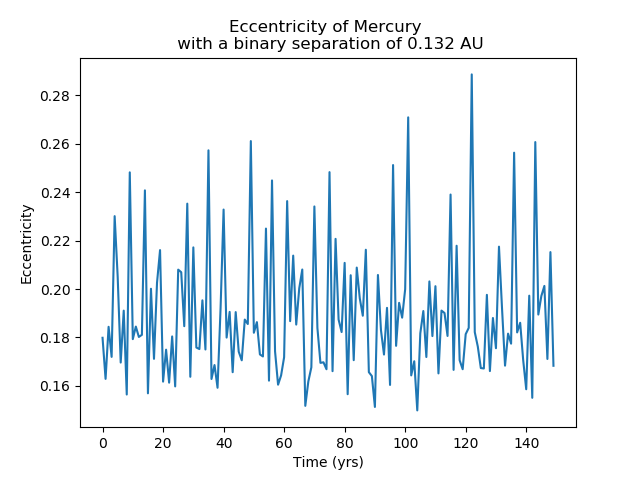 Eccentricity of Mercury
with a binary separation of 0.132 AU
0.28
0.26
0.24
0.22
0.20
0.18
0.16
Eccentricity
0 20 40 60 80 100 120 140
Time (yrs)